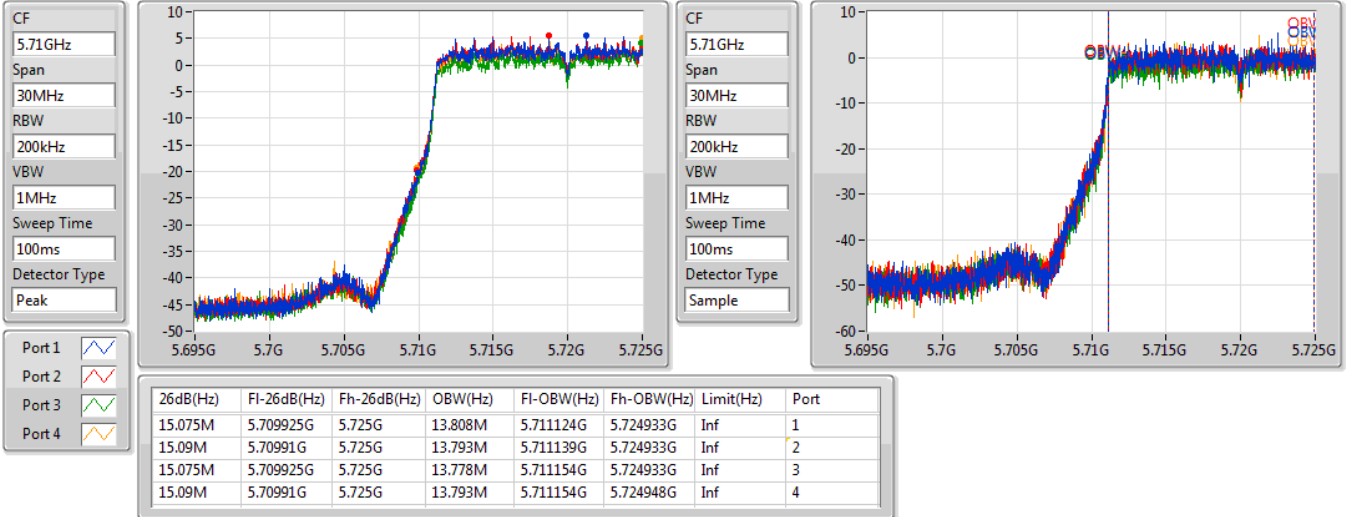 CF
5.71GHz
Span
30MHz
RBW
200kHz
VBW
1MHz
Sweep Time
100ms
Detector Type
Peak
10
5
0
-5
-10
-15
-20
-25
-30
-35
-40
-45
-50
5.695G 5.7G 5.705G 5.71G 5.715G 5.72G 5.725G
CF
5.71GHz
Span
30MHz
RBW
200kHz
VBW
1MHz
Sweep Time
100ms
Detector Type
Sample
10
0
-10
-20
-30
-40
-50
-60
OBW
OBW
OBW
OBW
5.695G 5.7G 5.705G 5.71G 5.715G 5.72G 5.725G
Port 1
Port 2
Port 3
Port 4
26dB(Hz) Fl-26dB(Hz) Fh-26dB(Hz) OBW(Hz) Fl-OBW(Hz) Fh-OBW(Hz) Limit(Hz) Port
15.075M 5.709925G 5.725G 13.808M 5.711124G 5.724933G Inf 1
15.09M 5.70991G 5.725G 13.793M 5.711139G 5.724933G Inf 2
15.075M 5.709925G 5.725G 13.778M 5.711154G 5.724933G Inf 3
15.09M 5.70991G 5.725G 13.793M 5.711154G 5.724948G Inf 4